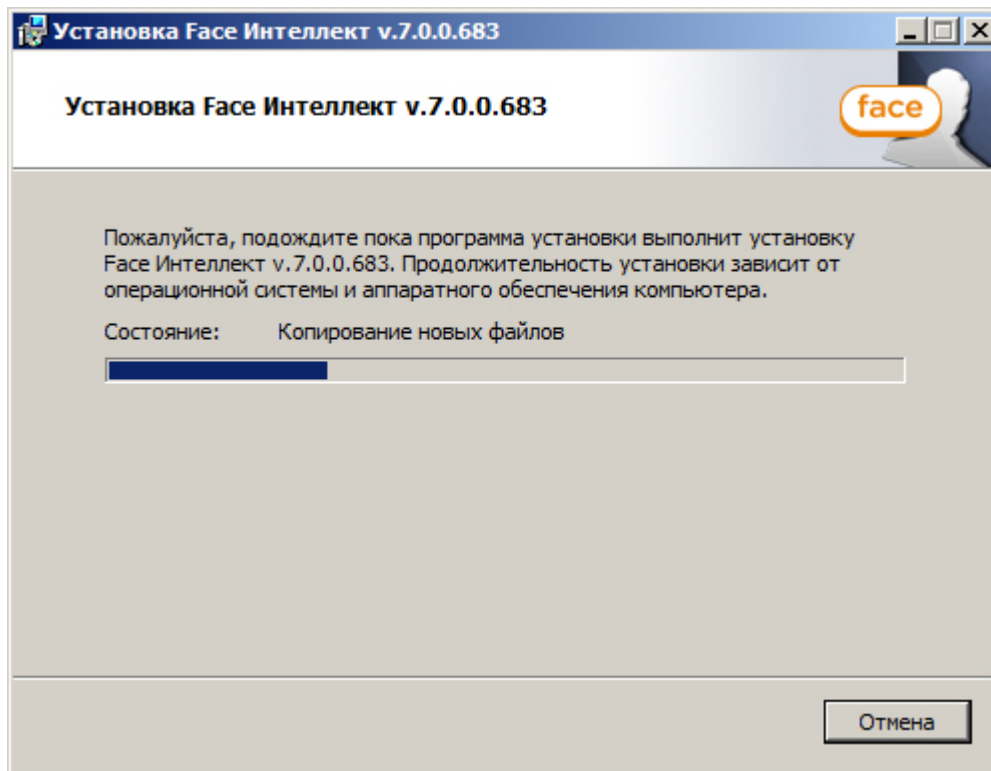 Установка Face Интеллект v.7.0.0.683
Установка Face Интеллект v.7.0.0.683
face
Пожалуйста, подождите пока программа установки выполнит установку
Face Интеллект v.7.0.0.683. Продолжительность установки зависит от
операционной системы и аппаратного обеспечения компьютера.
Состояние: Копирование новых файлов
Отмена